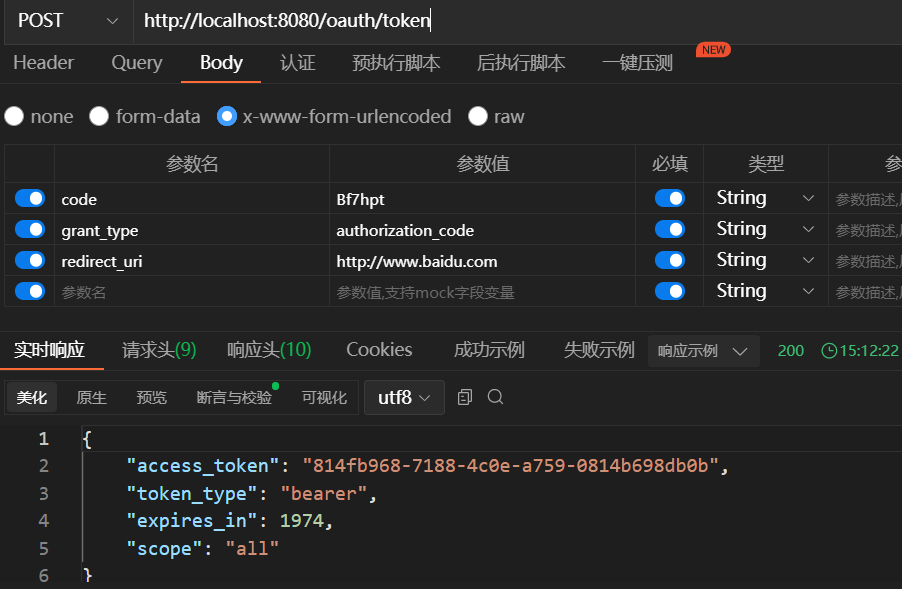 POST http://localhost:8080/oauth/token
Header Query Body 认证 预执行脚本 后执行脚本 一键压测 NEW
none form-data x-www-form-urlencoded raw
参数名 参数值 必填 类型 参
code Bf7hpt String 参数描述,
grant_type authorization_code String 参数描述,
redirect_uri http://www.baidu.com String 参数描述,
参数名 参数值,支持mock字段变量 String 参数描述,
实时响应 请求头(9) 响应头(10) Cookies 成功示例 失败示例 响应示例 200 15:12:22
美化 原生 预览 断言与校验 可视化 utf8
1 {
2 "access_token": "814fb968-7188-4c0e-a759-0814b698db0b",
3 "token_type": "bearer",
4 "expires_in": 1974,
5 "scope": "all"
6 }